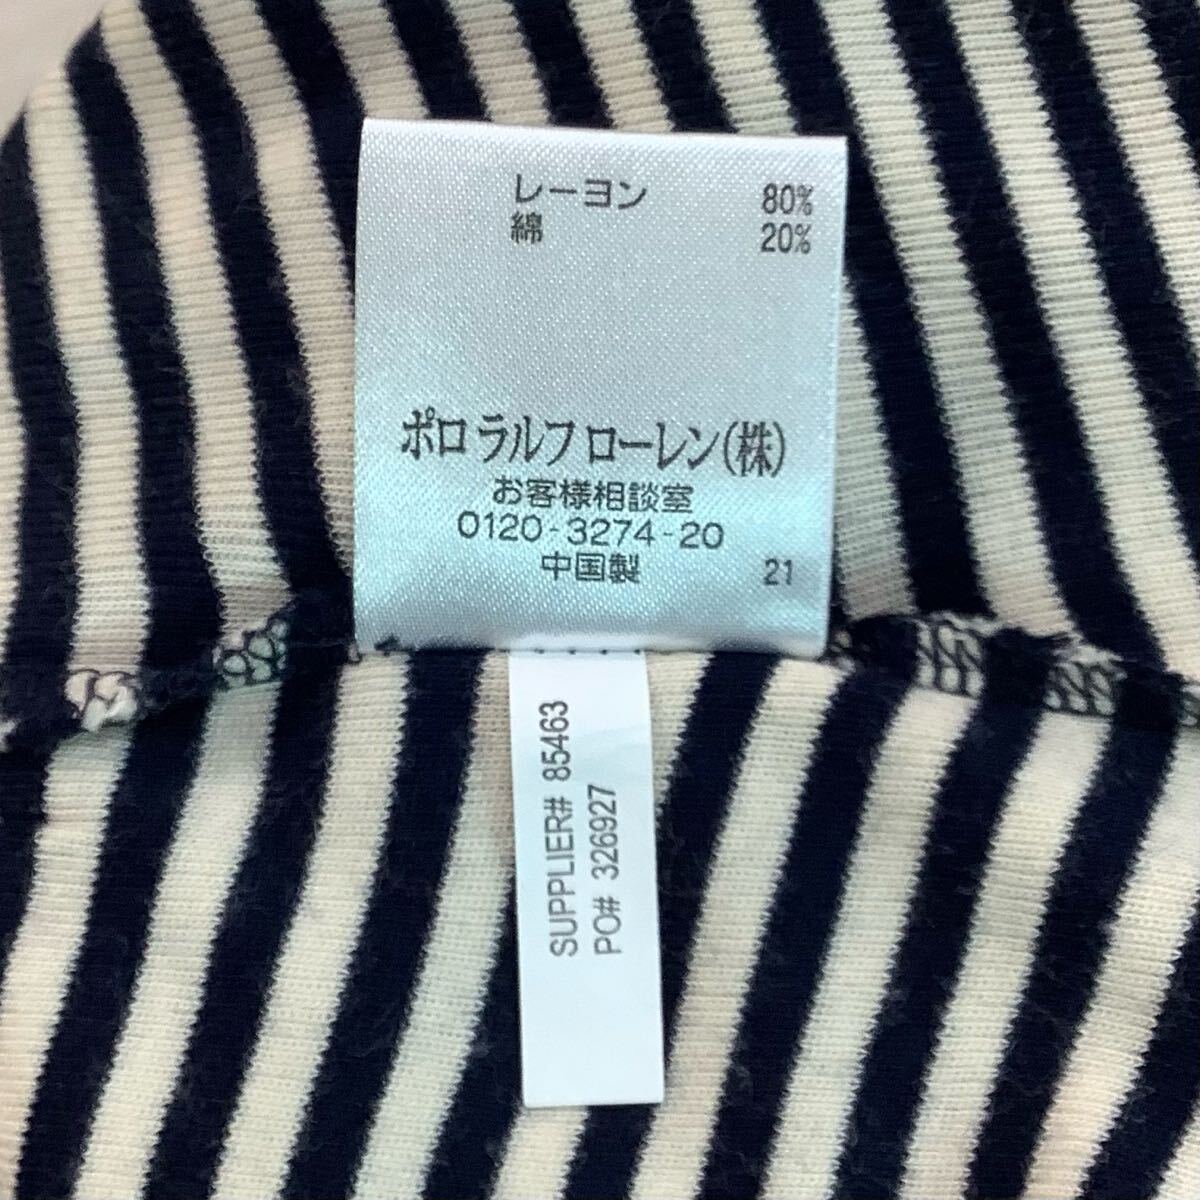 レーヨン 80%
綿 20%
ポロ ラルフ ローレン(株)
お客様相談室
0120-3274-20
中国製 21
SUPPLIER# 85463
PO# 326927